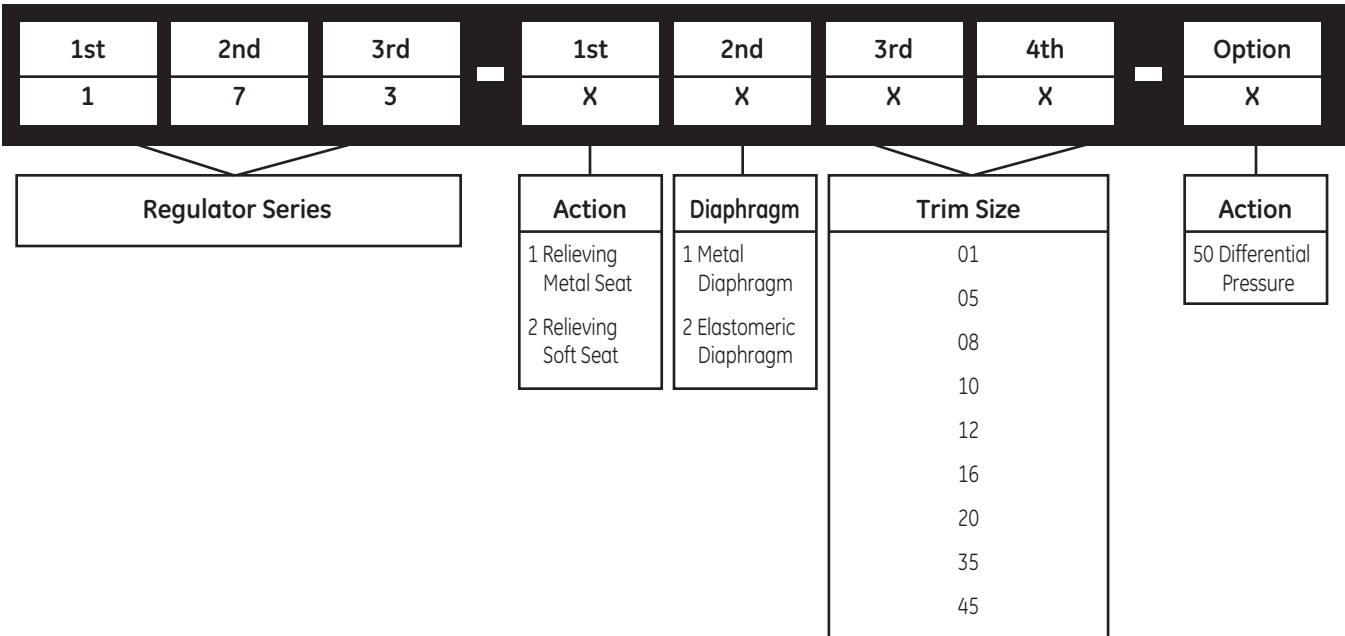 1st 2nd 3rd - 1st 2nd 3rd 4th - Option
1 7 3 X X X X X
Regulator Series
Action
1 Relieving
Metal Seat
2 Relieving
Soft Seat
Diaphragm
1 Metal
Diaphragm
2 Elastomeric
Diaphragm
Trim Size
01
05
08
10
12
16
20
35
45
Action
50 Differential
Pressure